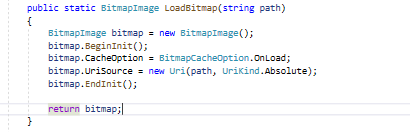 public static BitmapImage LoadBitmap(string path)
{
    BitmapImage bitmap = new BitmapImage();
    bitmap.BeginInit();
    bitmap.CacheOption = BitmapCacheOption.OnLoad;
    bitmap.UriSource = new Uri(path, UriKind.Absolute);
    bitmap.EndInit();

    return bitmap;
}